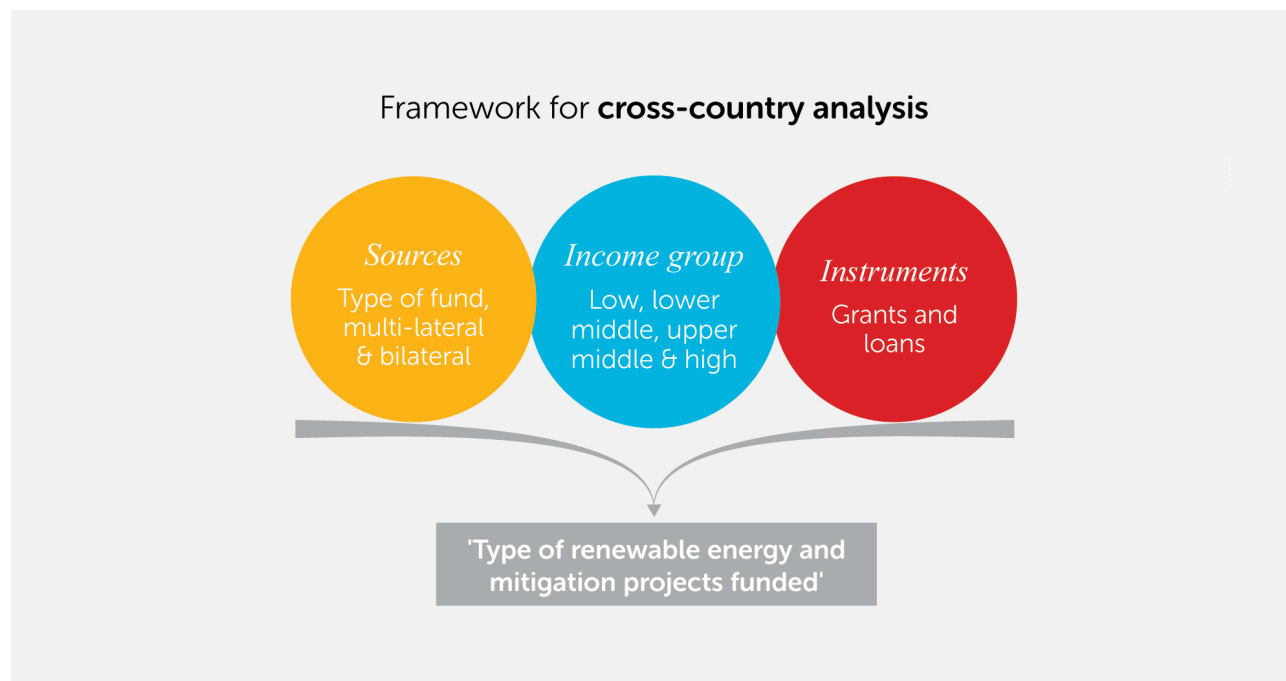 Framework for cross-country analysis
Sources
Type of fund,
multi-lateral
& bilateral
Income group
Low, lower
middle, upper
middle & high
Instruments
Grants and
loans
'Type of renewable energy and
mitigation projects funded'